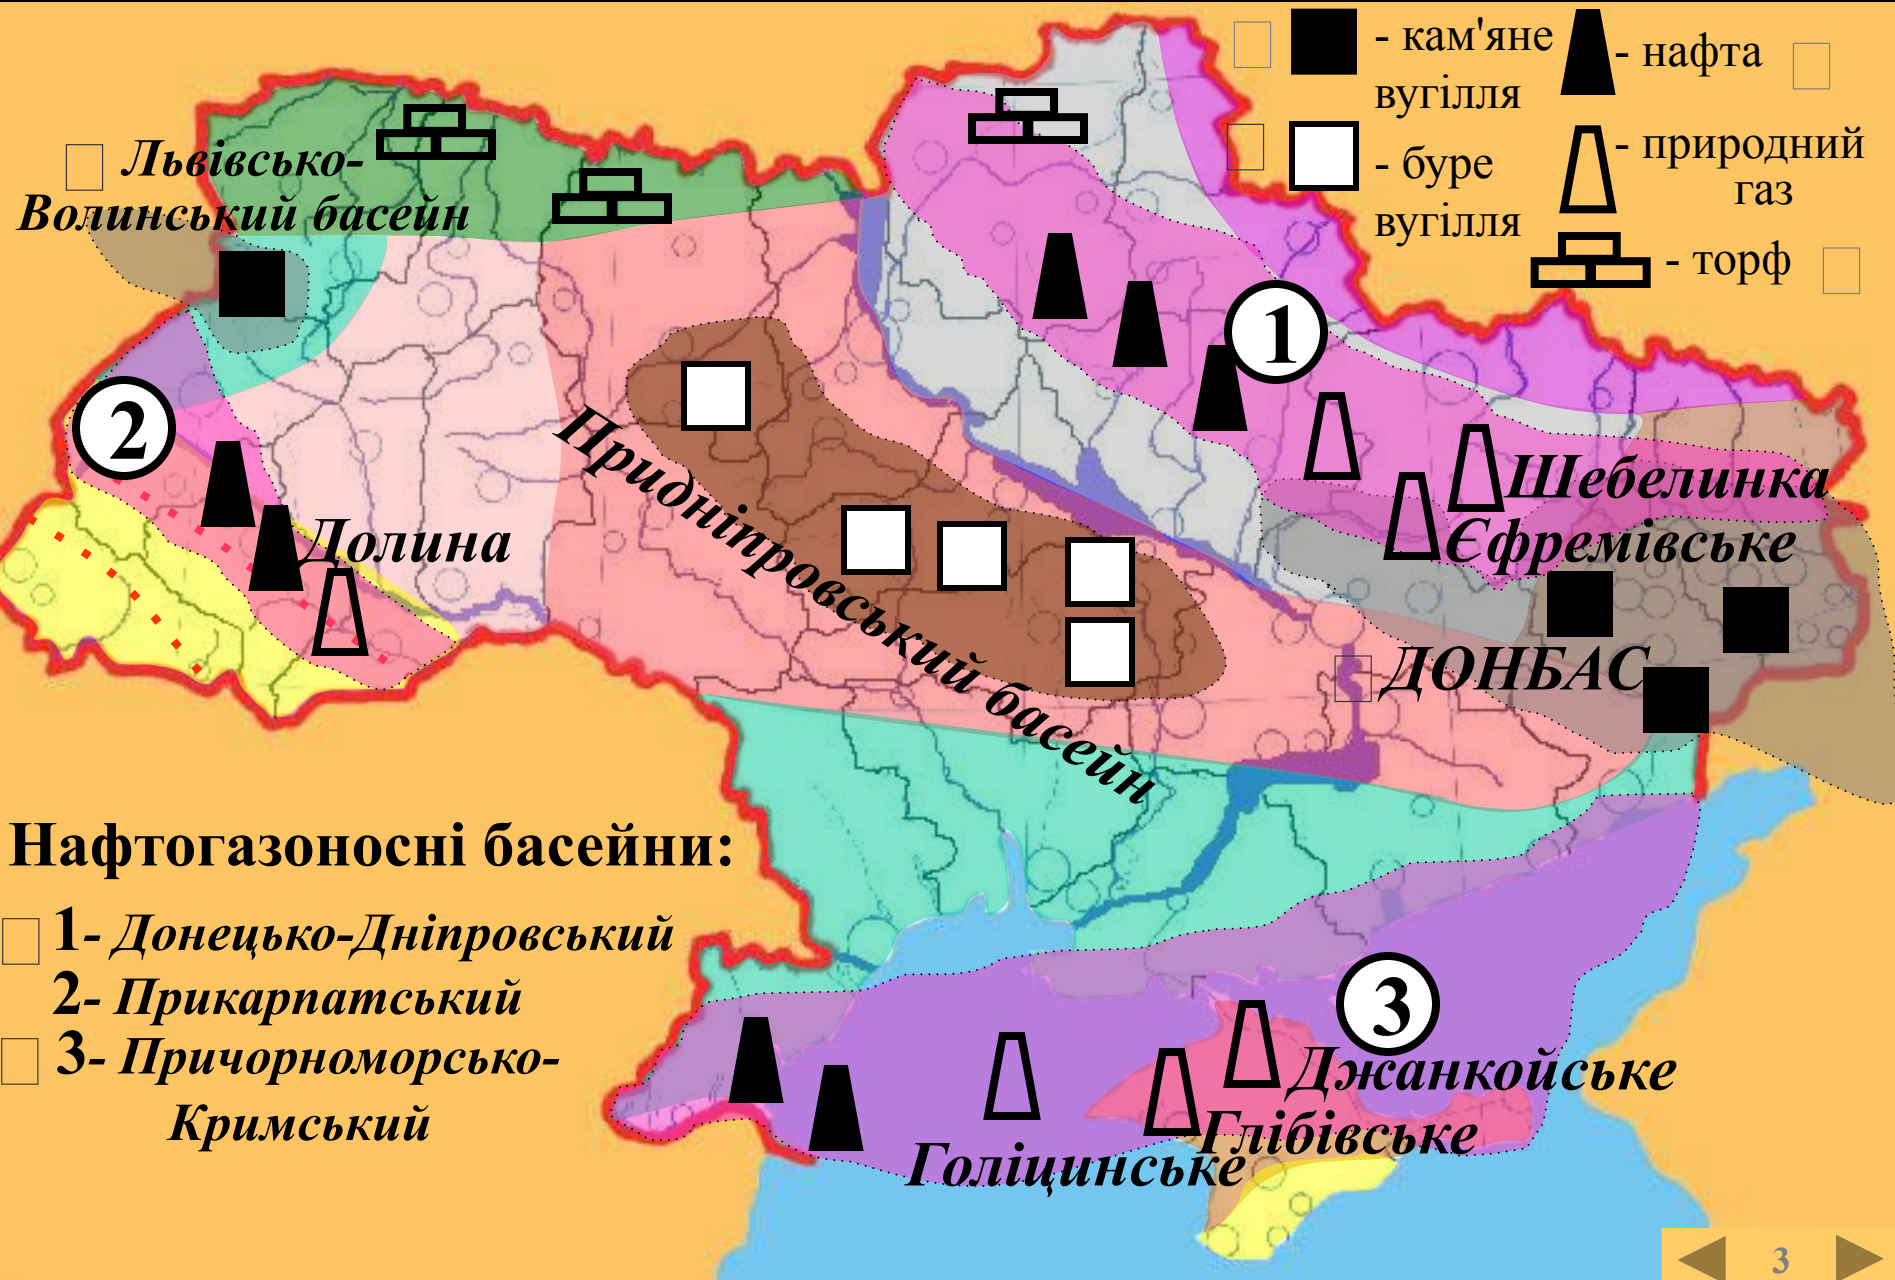 - кам'яне
вугілля
- нафта
- буре
вугілля
- природний
газ
- торф
Львівсько-
Волинський басейн
1
2
Долина
Придніпровський басейн
Шебелинка
Єфремівське
ДОНБАС
Нафтогазоносні басейни:
1- Донецько-Дніпровський
2- Прикарпатський
3- Причорноморсько-
Кримський
3
Джанкойське
Глібівське
Голіцинське
3